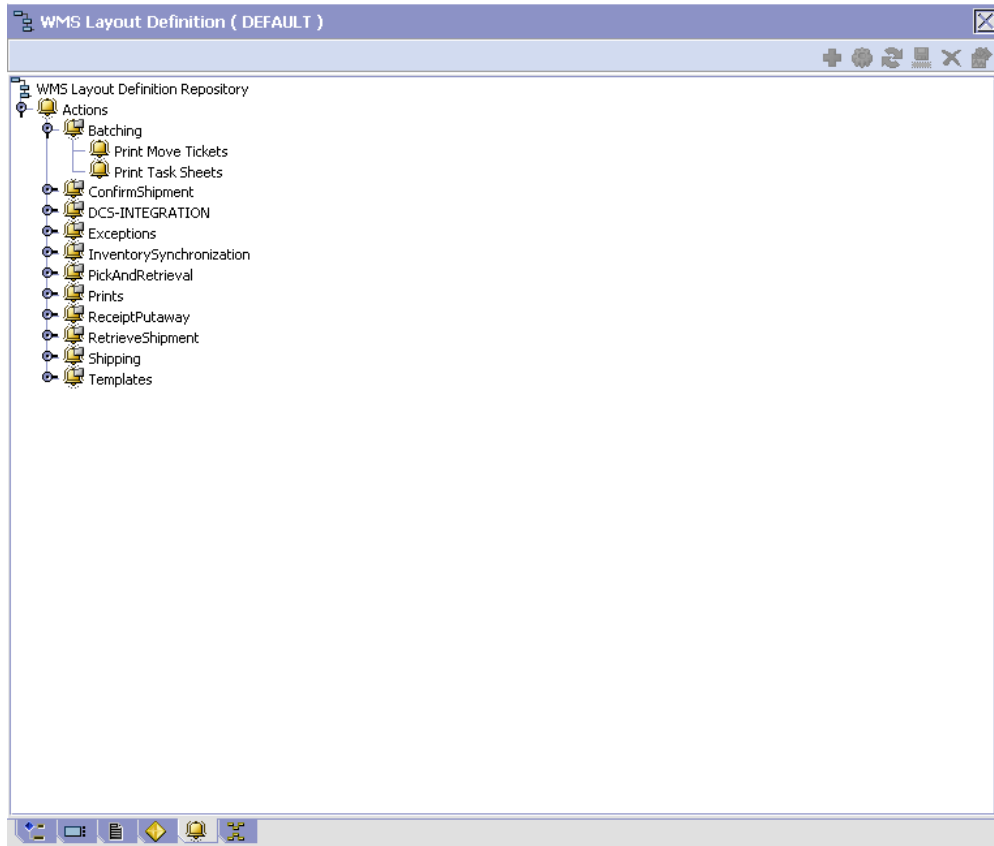 WMS Layout Definition ( DEFAULT )
WMS Layout Definition Repository
Actions
Batching
Print Move Tickets
Print Task Sheets
ConfirmShipment
DCS-INTEGRATION
Exceptions
InventorySynchronization
PickAndRetrieval
Prints
ReceiptPutaway
RetrieveShipment
Shipping
Templates